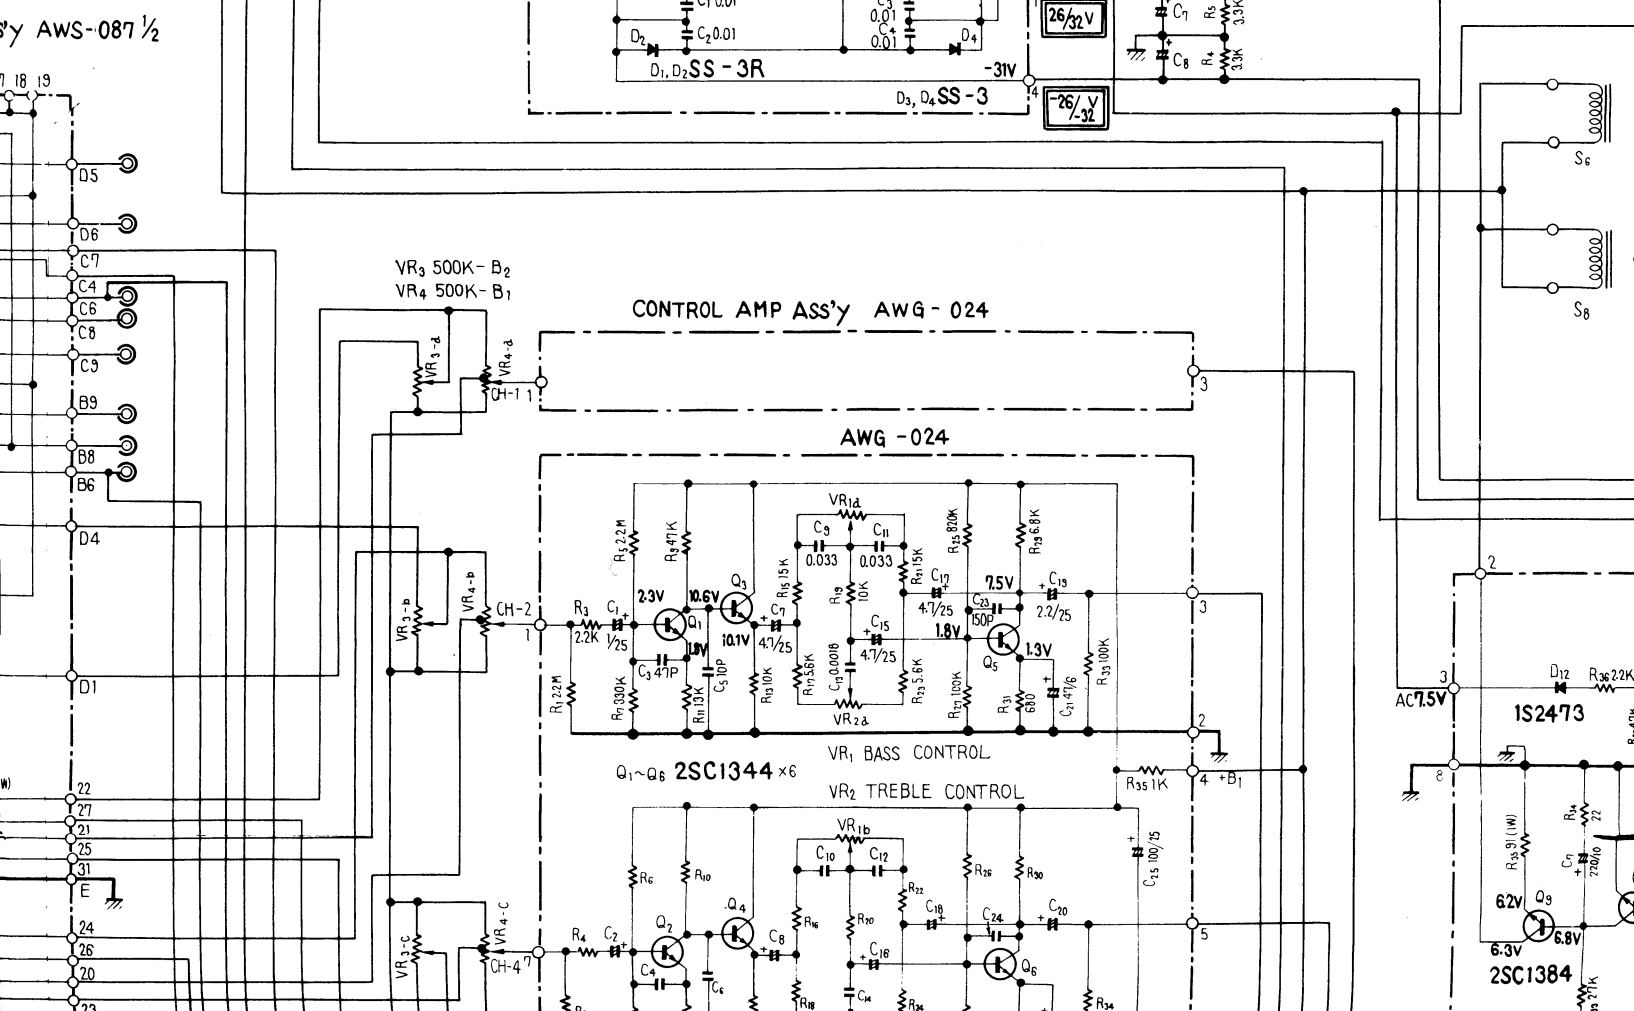 S'Y AWS-087 1/2
7 18 19
C1 0.01
C2 0.01
D2
D1, D2 SS-3R
C3
0.01
C4
0.01
D4
-31V
4
D3, D4 SS-3
26/32V
-26/-32 V
C7
R5
3.3K
C8
R4
3.3K
S6
S8
D5
D6
C7
C4
C6
C8
C9
B9
B8
B6
D4
D1
VR3 500K-B2
VR4 500K-B1
VR3-d
VR4-d
CH-1 1
CONTROL AMP ASS'Y AWG-024
3
AWG-024
VR3-b
VR4-b
CH-2
1
R3
2.2K
C1
1/25
R1 2.2M
R5 2.2M
R9 47K
2.3V
10.6V
Q1
1.8V
C3 47P
R7 330K
R11 13K
C5 10P
Q3
10.1V
C7
4.7/25
R13 10K
R15 15K
R17 5.6K
VR1d
C9
0.033
C11
0.033
R19
10K
C13 0.0018
VR2d
C15
4.7/25
R21 15K
R23 5.6K
C17
4.7/25
R25 820K
R29 6.8K
7.5V
C23
150P
1.8V
Q5
1.3V
R27 100K
R31
680
C21 47/6
C19
2.2/25
R33 100K
3
2
VR1 BASS CONTROL
Q1~Q6 2SC1344 ×6
R35 1K
4 +B1
VR2 TREBLE CONTROL
VR1b
C10
C12
R6
R10
R16
R20
R22
R26
R30
C25 100/25
Q2
Q4
R4
C2
C4
C6
C8
C16
C18
C24
C20
Q6
R18
C14
R24
R34
5
VR3-C
VR4-C
CH-4 7
W)
22
27
21
25
31
E
24
26
20
23
2
3
AC7.5V
D12
R36 2.2K
1S2473
8
R35 91 (1W)
R34
22
C11
220/10
6.2V
Q9
6.8V
6.3V
2SC1384
27K